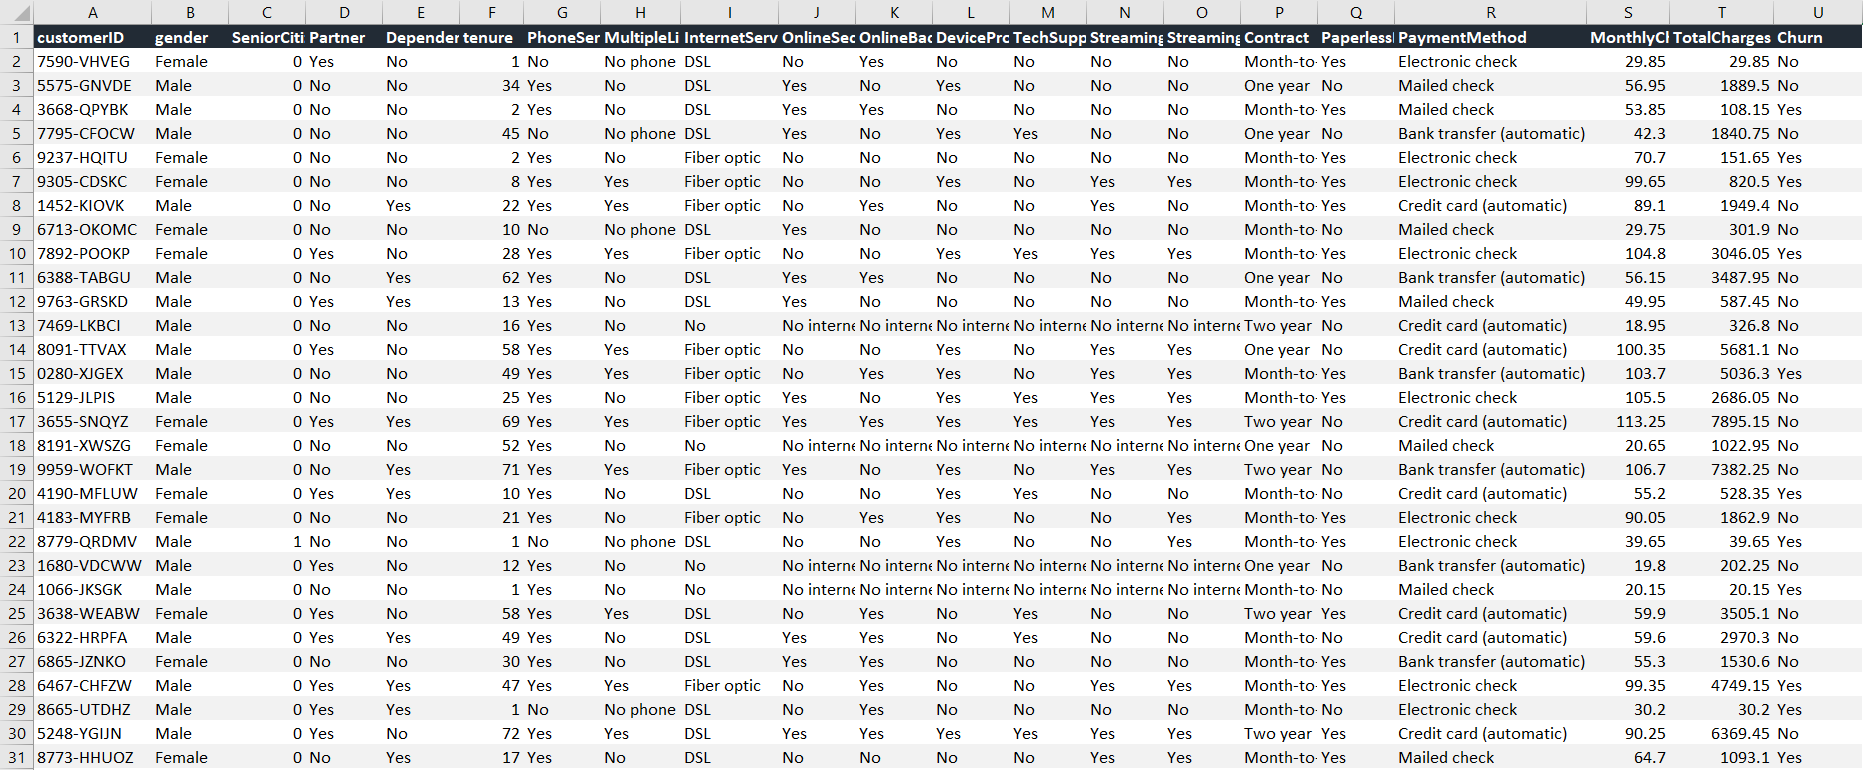 A B C D E F G H I J K L M N O P Q R S T U
1 customerID gender SeniorCiti Partner Depender tenure PhoneSer MultipleLi InternetServ OnlineSec OnlineBac DevicePro TechSupp Streaming Streaming Contract Paperless PaymentMethod MonthlyCl TotalCharges Churn
2 7590-VHVEG Female 0 Yes No 1 No No phone DSL No Yes No No No No Month-to- Yes Electronic check 29.85 29.85 No
3 5575-GNVDE Male 0 No No 34 Yes No DSL Yes No Yes No No No One year No Mailed check 56.95 1889.5 No
4 3668-QPYBK Male 0 No No 2 Yes No DSL Yes Yes No No No No Month-to- Yes Mailed check 53.85 108.15 Yes
5 7795-CFOCW Male 0 No No 45 No No phone DSL Yes No Yes Yes No No One year No Bank transfer (automatic) 42.3 1840.75 No
6 9237-HQITU Female 0 No No 2 Yes No Fiber optic No No No No No No Month-to- Yes Electronic check 70.7 151.65 Yes
7 9305-CDSKC Female 0 No No 8 Yes Yes Fiber optic No No Yes No Yes Yes Month-to- Yes Electronic check 99.65 820.5 Yes
8 1452-KIOVK Male 0 No Yes 22 Yes Yes Fiber optic No Yes No No Yes No Month-to- Yes Credit card (automatic) 89.1 1949.4 No
9 6713-OKOMC Female 0 No No 10 No No phone DSL Yes No No No No No Month-to- No Mailed check 29.75 301.9 No
10 7892-POOKP Female 0 Yes No 28 Yes Yes Fiber optic No No Yes Yes Yes Yes Month-to- Yes Electronic check 104.8 3046.05 Yes
11 6388-TABGU Male 0 No Yes 62 Yes No DSL Yes Yes No No No No One year No Bank transfer (automatic) 56.15 3487.95 No
12 9763-GRSKD Male 0 Yes Yes 13 Yes No DSL Yes No No No No No Month-to- Yes Mailed check 49.95 587.45 No
13 7469-LKBCI Male 0 No No 16 Yes No No No interne No interne No interne No interne No interne No interne Two year No Credit card (automatic) 18.95 326.8 No
14 8091-TTVAX Male 0 Yes No 58 Yes Yes Fiber optic No No Yes No Yes Yes One year No Credit card (automatic) 100.35 5681.1 No
15 0280-XJGEX Male 0 No No 49 Yes Yes Fiber optic No Yes Yes No Yes Yes Month-to- Yes Bank transfer (automatic) 103.7 5036.3 Yes
16 5129-JLPIS Male 0 No No 25 Yes No Fiber optic Yes No Yes Yes Yes Yes Month-to- Yes Electronic check 105.5 2686.05 No
17 3655-SNQYZ Female 0 Yes Yes 69 Yes Yes Fiber optic Yes Yes Yes Yes Yes Yes Two year No Credit card (automatic) 113.25 7895.15 No
18 8191-XWSZG Female 0 No No 52 Yes No No No interne No interne No interne No interne No interne No interne One year No Mailed check 20.65 1022.95 No
19 9959-WOFKT Male 0 No Yes 71 Yes Yes Fiber optic Yes No Yes No Yes Yes Two year No Bank transfer (automatic) 106.7 7382.25 No
20 4190-MFLUW Female 0 Yes Yes 10 Yes No DSL No No Yes Yes No No Month-to- No Credit card (automatic) 55.2 528.35 Yes
21 4183-MYFRB Female 0 No No 21 Yes No Fiber optic No Yes Yes No No Yes Month-to- Yes Electronic check 90.05 1862.9 No
22 8779-QRDMV Male 1 No No 1 No No phone DSL No No Yes No No Yes Month-to- Yes Electronic check 39.65 39.65 Yes
23 1680-VDCWW Male 0 Yes No 12 Yes No No No interne No interne No interne No interne No interne No interne One year No Bank transfer (automatic) 19.8 202.25 No
24 1066-JKSGK Male 0 No No 1 Yes No No No interne No interne No interne No interne No interne No interne Month-to- No Mailed check 20.15 20.15 Yes
25 3638-WEABW Female 0 Yes No 58 Yes Yes DSL No Yes No Yes No No Two year Yes Credit card (automatic) 59.9 3505.1 No
26 6322-HRPFA Male 0 Yes Yes 49 Yes No DSL Yes Yes No Yes No No Month-to- No Credit card (automatic) 59.6 2970.3 No
27 6865-JZNKO Female 0 No No 30 Yes No DSL Yes Yes No No No No Month-to- Yes Bank transfer (automatic) 55.3 1530.6 No
28 6467-CHFZW Male 0 Yes Yes 47 Yes Yes Fiber optic No Yes No No Yes Yes Month-to- Yes Electronic check 99.35 4749.15 Yes
29 8665-UTDHZ Male 0 Yes Yes 1 No No phone DSL No Yes No No No No Month-to- No Electronic check 30.2 30.2 Yes
30 5248-YGIJN Male 0 Yes No 72 Yes Yes DSL Yes Yes Yes Yes Yes Yes Two year Yes Credit card (automatic) 90.25 6369.45 No
31 8773-HHUOZ Female 0 No Yes 17 Yes No DSL No No No No Yes Yes Month-to- Yes Mailed check 64.7 1093.1 Yes